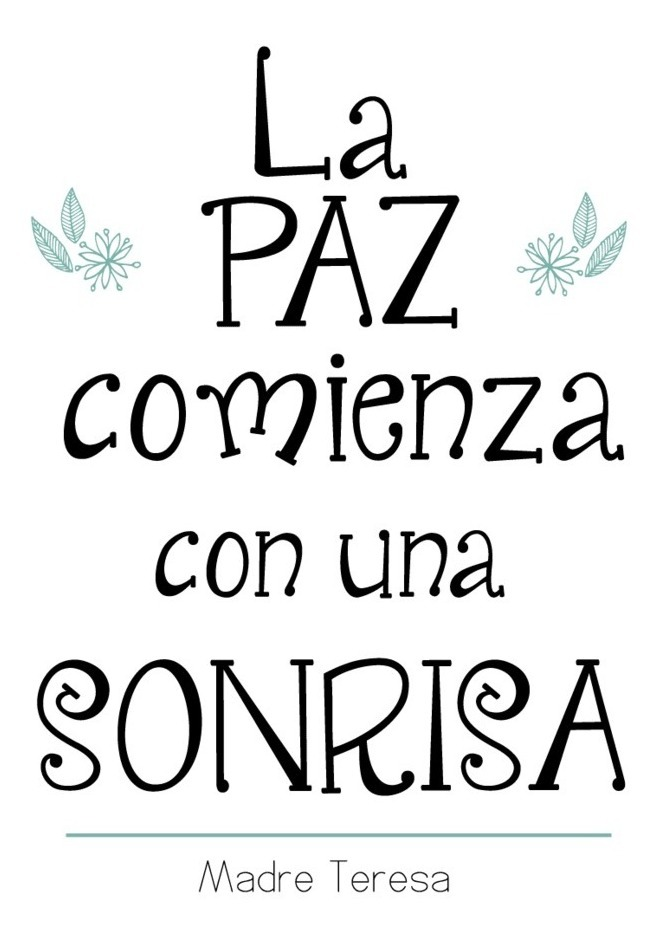 La
PAZ
comienza
con una
SONRISA
Madre Teresa